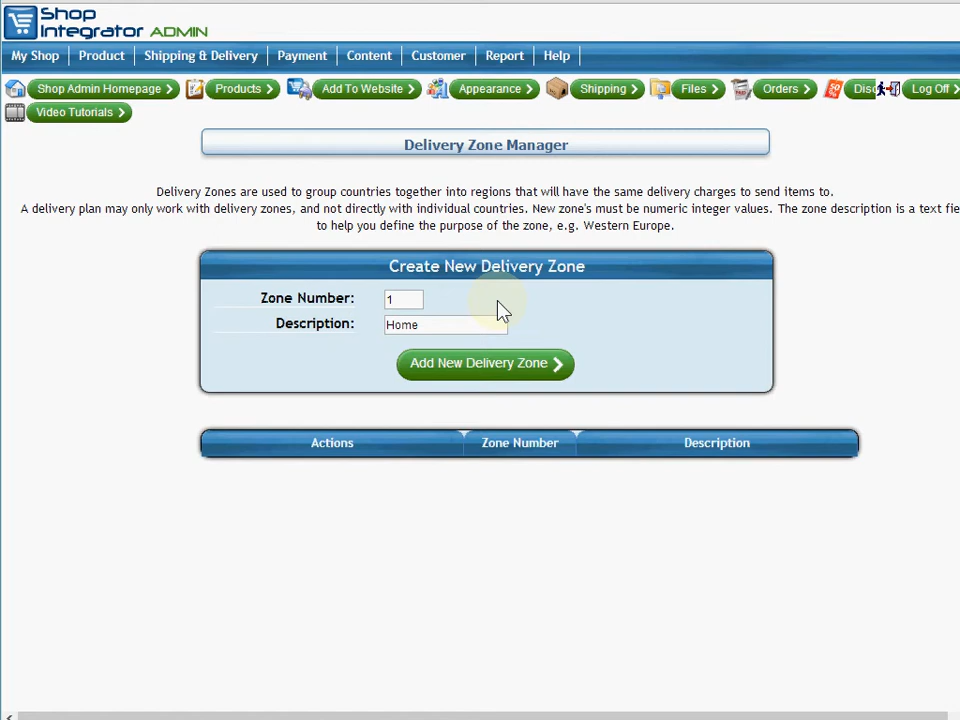 Shop
Integrator ADMIN
My Shop Product Shipping & Delivery Payment Content Customer Report Help
Shop Admin Homepage Products Add To Website Appearance Shipping Files Orders Log Off
Video Tutorials
Delivery Zone Manager
Delivery Zones are used to group countries together into regions that will have the same delivery charges to send items to.
A delivery plan may only work with delivery zones, and not directly with individual countries. New zone's must be numeric integer values. The zone description is a text
to help you define the purpose of the zone, e.g. Western Europe.
Create New Delivery Zone
Zone Number: 1
Description: Home
Add New Delivery Zone
Actions Zone Number Description